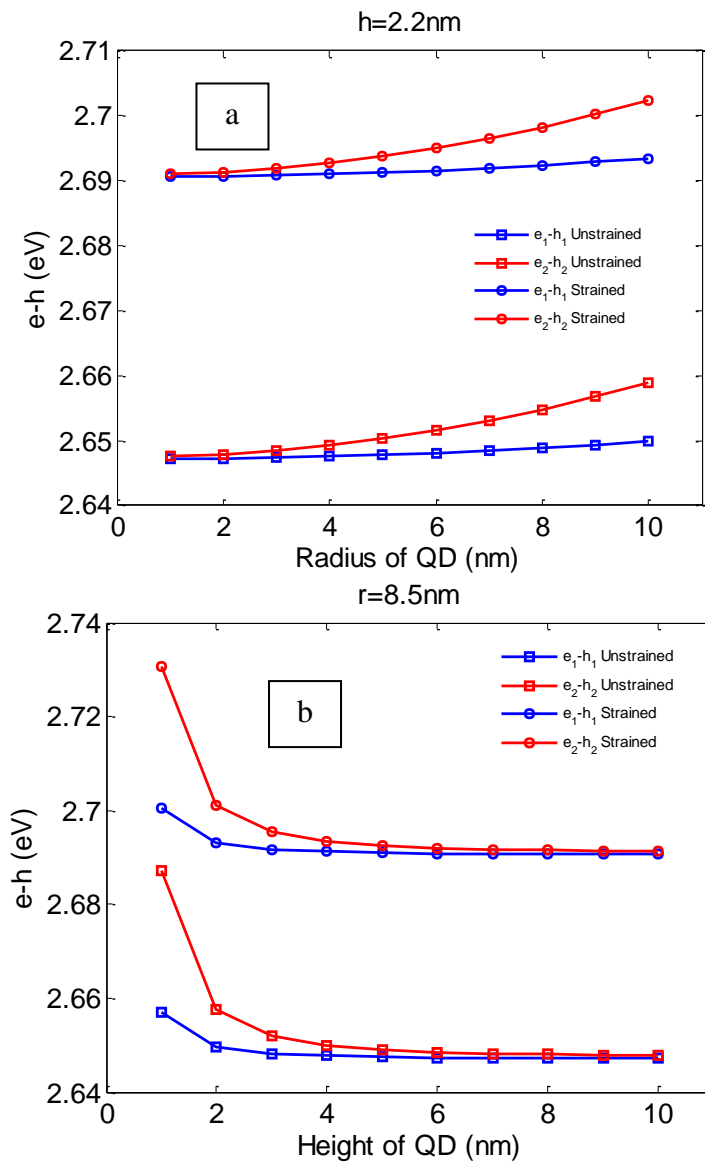 h=2.2nm
2.71
2.7
2.69
2.68
2.67
2.66
2.65
2.64
e-h (eV)
a
e1-h1 Unstrained
e2-h2 Unstrained
e1-h1 Strained
e2-h2 Strained
0 2 4 6 8 10
Radius of QD (nm)
r=8.5nm
2.74
2.72
2.7
2.68
2.66
2.64
e-h (eV)
b
e1-h1 Unstrained
e2-h2 Unstrained
e1-h1 Strained
e2-h2 Strained
0 2 4 6 8 10
Height of QD (nm)